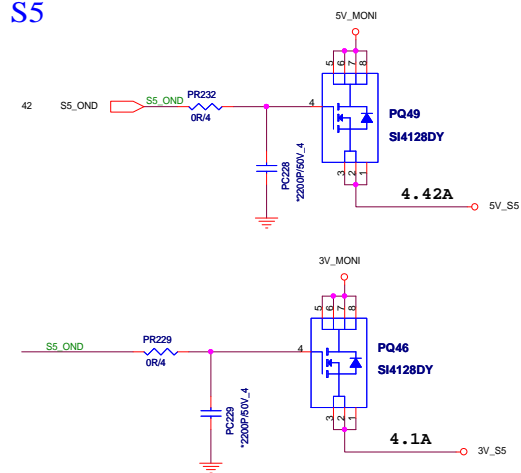 S5
5V_MONI
5 6 7 8
42 S5_OND S5_OND PR232
0R/4
4
PQ49
SI4128DY
PC228
*2200P/50V_4
3 2 1
4.42A
5V_S5
3V_MONI
5 6 7 8
S5_OND PR229
0R/4
4
PQ46
SI4128DY
PC229
*2200P/50V_4
3 2 1
4.1A
3V_S5